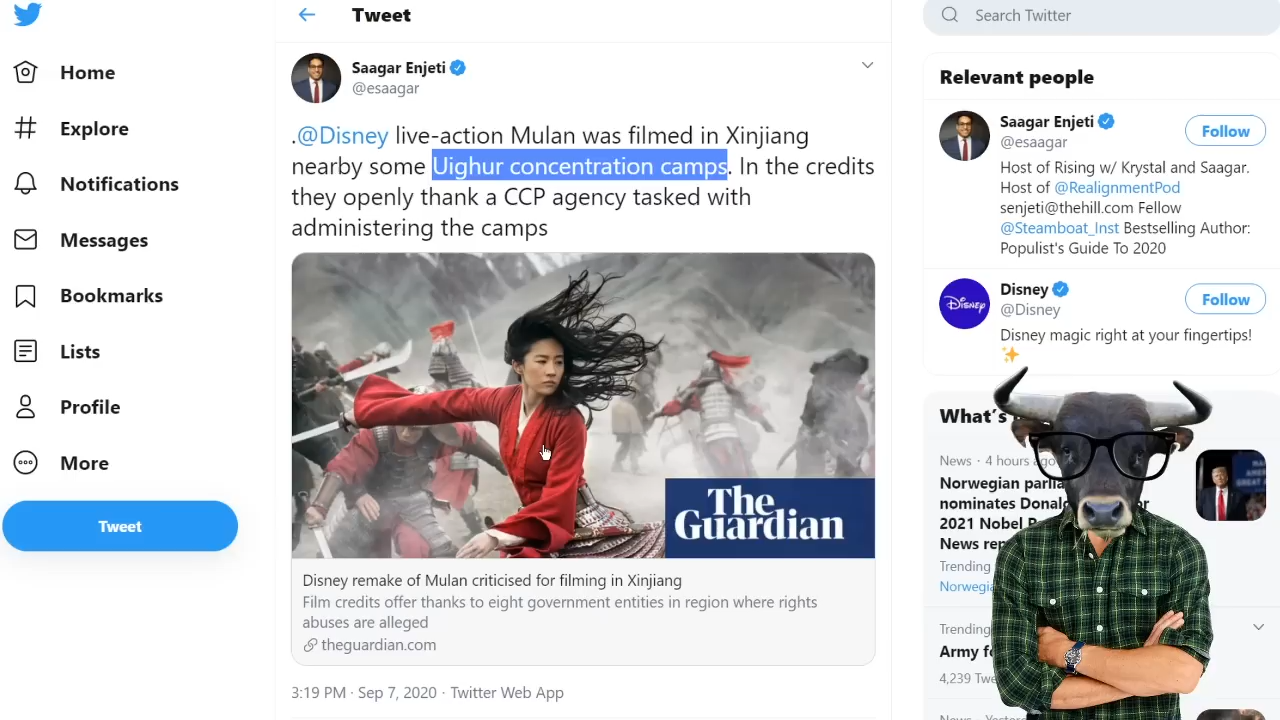 Home
Explore
Notifications
Messages
Bookmarks
Lists
Profile
More
Tweet
Tweet
Saagar Enjeti
@esaagar
.@Disney live-action Mulan was filmed in Xinjiang
nearby some Uighur concentration camps. In the credits
they openly thank a CCP agency tasked with
administering the camps
The
Guardian
Disney remake of Mulan criticised for filming in Xinjiang
Film credits offer thanks to eight government entities in region where rights
abuses are alleged
theguardian.com
3:19 PM · Sep 7, 2020 · Twitter Web App
Search Twitter
Relevant people
Saagar Enjeti
@esaagar
Follow
Host of Rising w/ Krystal and Saagar.
Host of @RealignmentPod
senjeti@thehill.com Fellow
@Steamboat_Inst Bestselling Author:
Populist's Guide To 2020
Disney
Disney
@Disney
Follow
Disney magic right at your fingertips!
What's
News · 4 hours ago
Norwegian
nominates
2021 Nobel
News
Trending
Trending
Army
4,239
News